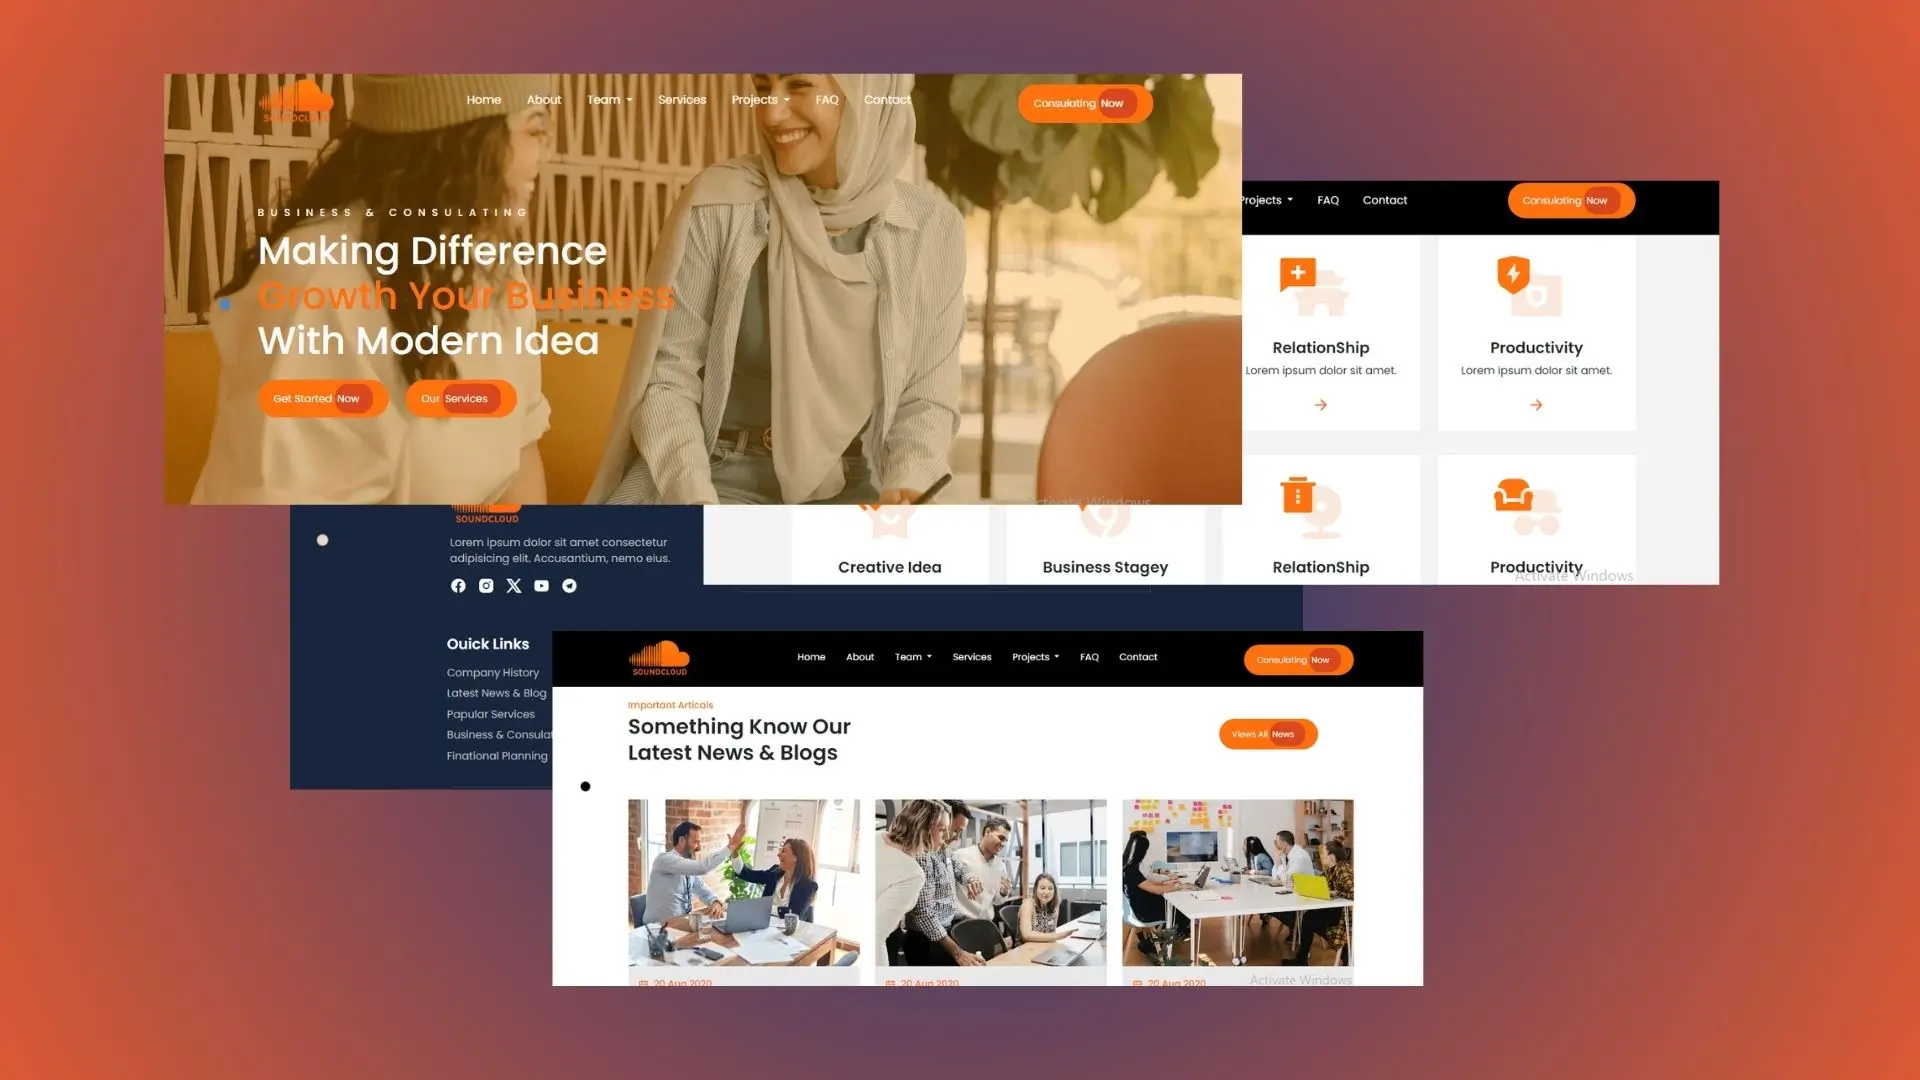 SOUNDCLOUD
Home About Team Services Projects FAQ Contact
Consulating Now
BUSINESS & CONSULATING
Making Difference
Growth Your Business
With Modern Idea
Get Started Now
Our Services
Activate Windows
Projects FAQ Contact
Consulating Now
RelationShip
Lorem ipsum dolor sit amet.
Productivity
Lorem ipsum dolor sit amet.
Creative Idea
Business Stagey
RelationShip
Productivity
Activate Windows
SOUNDCLOUD
Lorem ipsum dolor sit amet consectetur
adipisicing elit. Accusantium, nemo eius.
Ouick Links
Company History
Latest News & Blog
Papular Services
Business & Consulat
Finational Planning
SOUNDCLOUD
Home About Team Services Projects FAQ Contact
Consulating Now
Important Articals
Something Know Our
Latest News & Blogs
Views All News
20 Aug 2020
20 Aug 2020
20 Aug 2020
Activate Windows